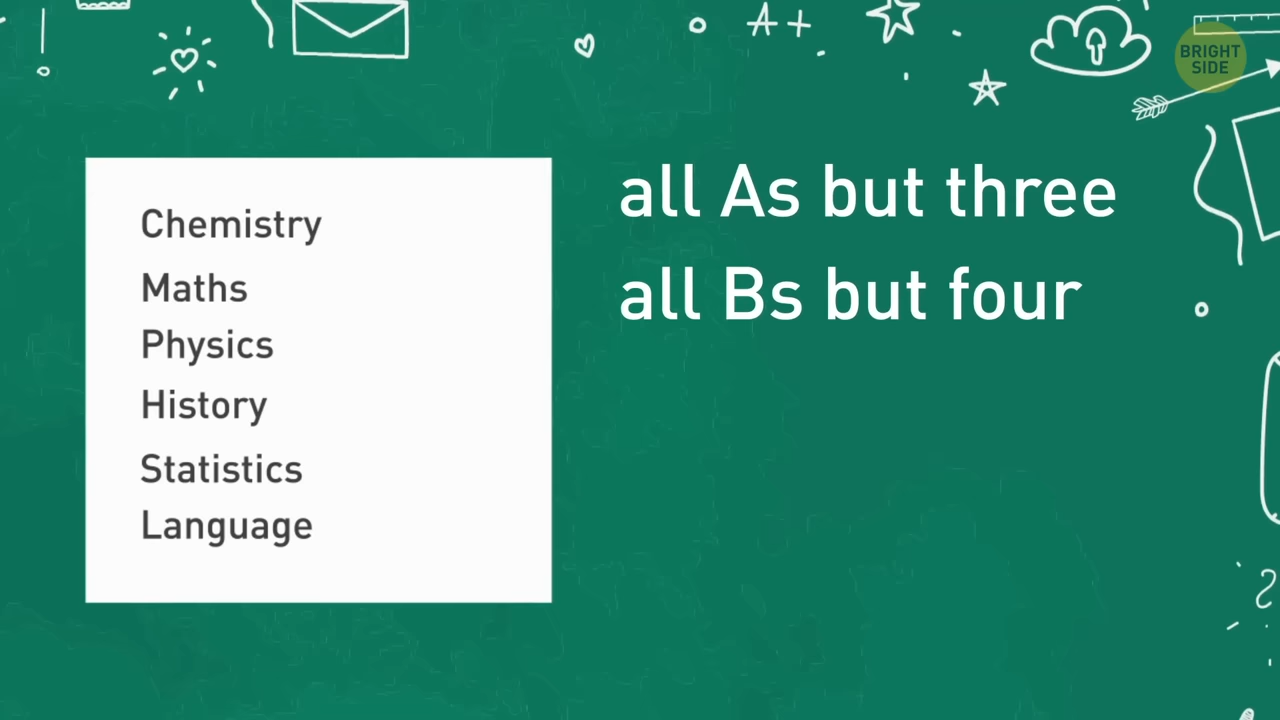 A++
BRIGHT
SIDE
Chemistry
Maths
Physics
History
Statistics
Language
all As but three
all Bs but four
?